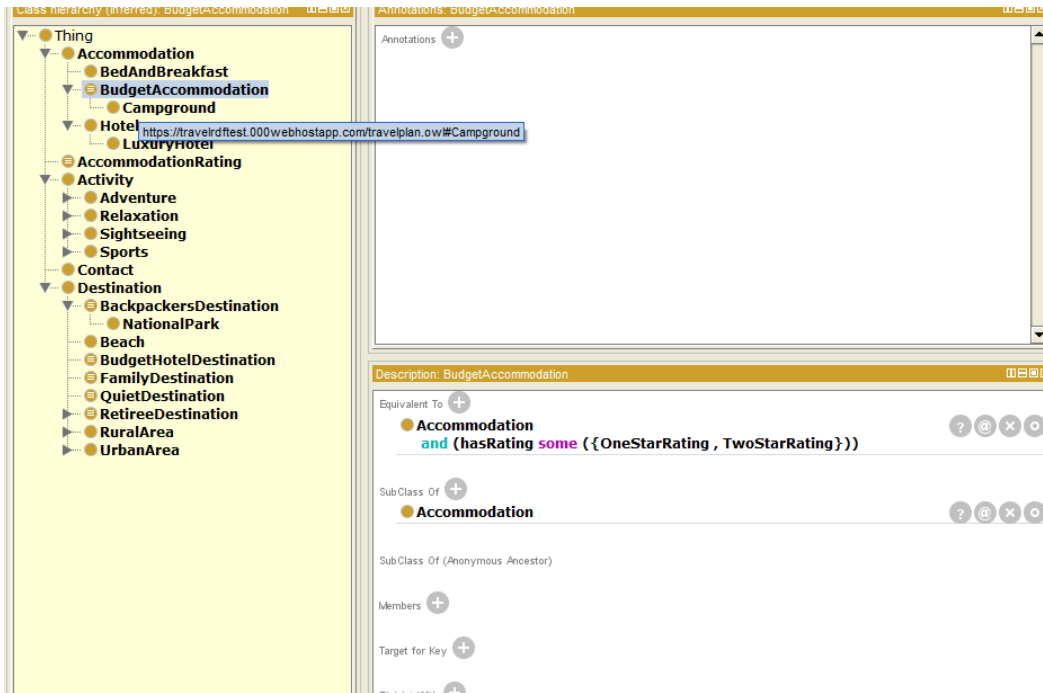 Class hierarchy (inferred): BudgetAccommodation
Thing
Accommodation
BedAndBreakfast
BudgetAccommodation
Campground
Hotel
https://travelrdftest.000webhostapp.com/travelplan.owl#Campground
LuxuryHotel
AccommodationRating
Activity
Adventure
Relaxation
Sightseeing
Sports
Contact
Destination
BackpackersDestination
NationalPark
Beach
BudgetHotelDestination
FamilyDestination
QuietDestination
RetireeDestination
RuralArea
UrbanArea
Annotations: BudgetAccommodation
Annotations
Description: BudgetAccommodation
Equivalent To
Accommodation
and (hasRating some ({OneStarRating , TwoStarRating}))
SubClass Of
Accommodation
SubClass Of (Anonymous Ancestor)
Members
Target for Key